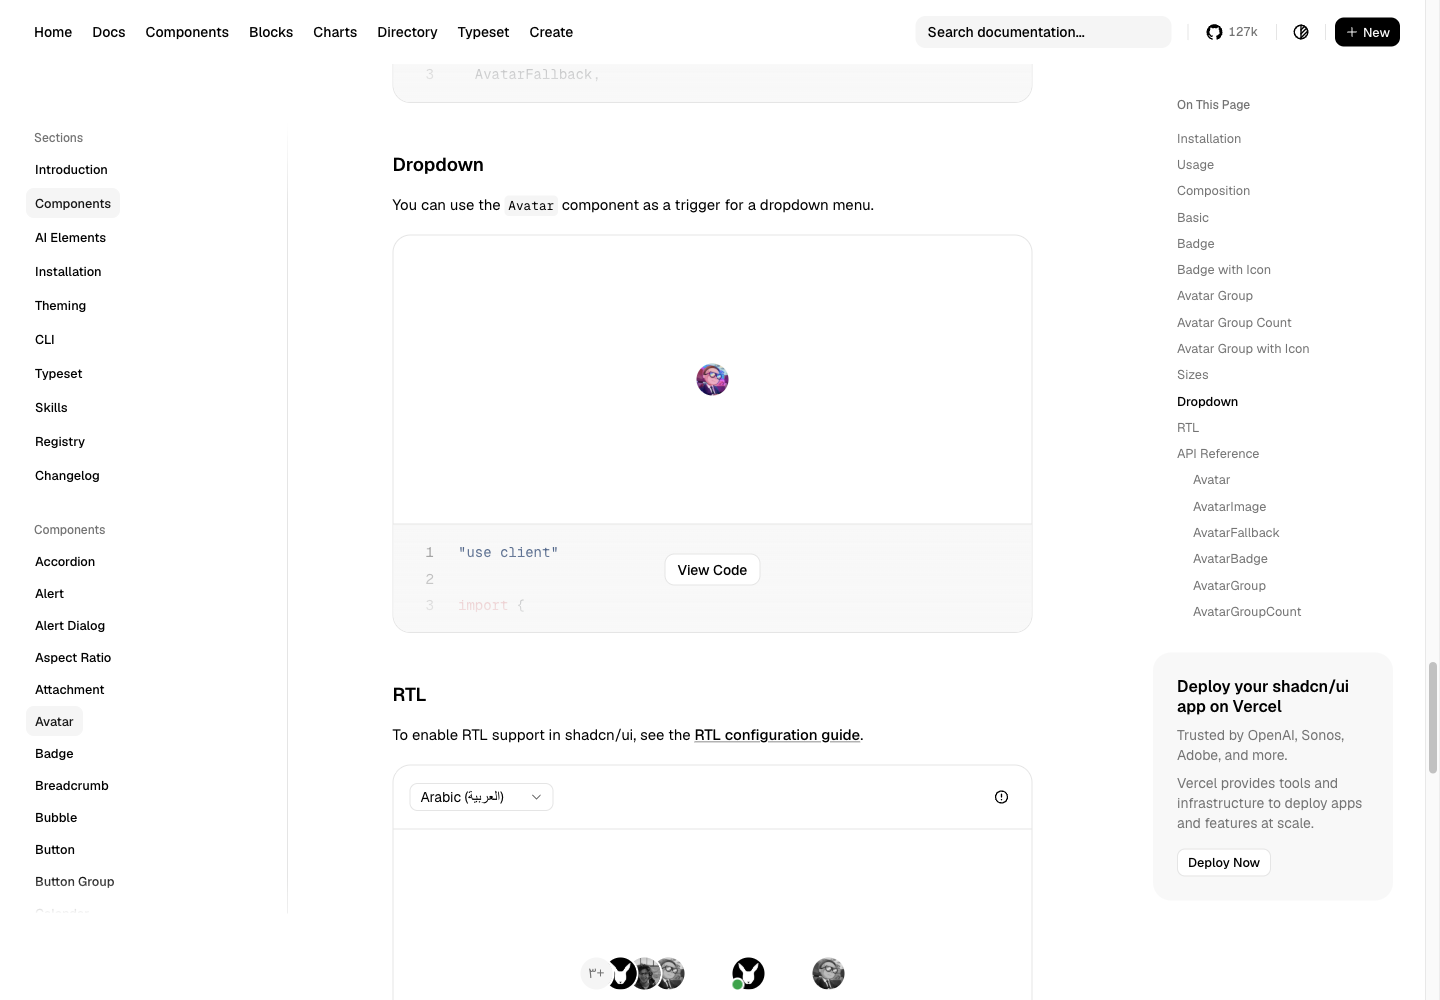 Home Docs Components Blocks Charts Directory Typeset Create
Search documentation...
127k
New
Sections
Introduction
Components
AI Elements
Installation
Theming
CLI
Typeset
Skills
Registry
Changelog
Components
Accordion
Alert
Alert Dialog
Aspect Ratio
Attachment
Avatar
Badge
Breadcrumb
Bubble
Button
Button Group
Calendar
3 AvatarFallback,
Dropdown
You can use the Avatar component as a trigger for a dropdown menu.
1 "use client"
2
3 import {
View Code
RTL
To enable RTL support in shadcn/ui, see the RTL configuration guide.
Arabic (العربية)
+٣
On This Page
Installation
Usage
Composition
Basic
Badge
Badge with Icon
Avatar Group
Avatar Group Count
Avatar Group with Icon
Sizes
Dropdown
RTL
API Reference
Avatar
AvatarImage
AvatarFallback
AvatarBadge
AvatarGroup
AvatarGroupCount
Deploy your shadcn/ui
app on Vercel
Trusted by OpenAI, Sonos,
Adobe, and more.
Vercel provides tools and
infrastructure to deploy apps
and features at scale.
Deploy Now